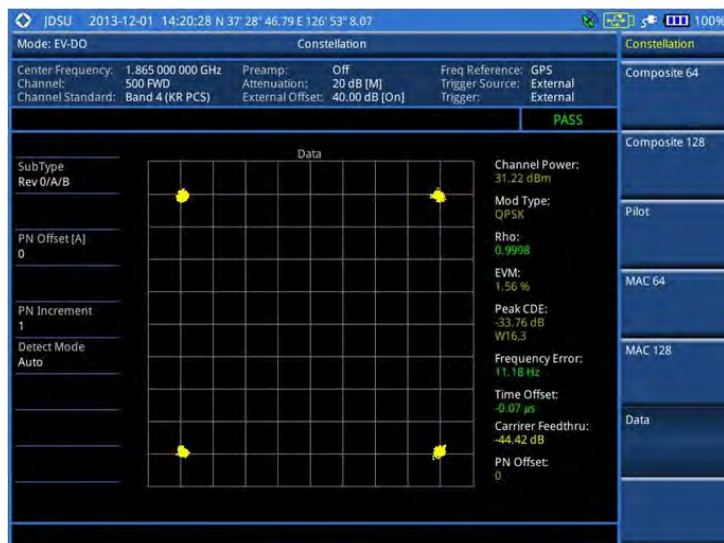 JDSU 2013-12-01 14:20:28 N 37° 28" 46.79 E 126° 53" 8.07 100%
Mode: EV-DO Constellation Constellation
Center Frequency: 1.865 000 000 GHz Preamp: Off Freq Reference: GPS
Channel: 500 FWD Attenuation: 20 dB [M] Trigger Source: External
Channel Standard: Band 4 (KR PCS) External Offset: 40.00 dB [On] Trigger: External
PASS
Data
SubType
Rev 0/A/B
PN Offset [A]
0
PN Increment
1
Detect Mode
Auto
Channel Power:
31.22 dBm
Mod Type:
QPSK
Rho:
0.9998
EVM:
1.56 %
Peak CDE:
-33.76 dB
W16,3
Frequency Error:
11.18 Hz
Time Offset:
-0.07 µs
Carrirer Feedthru:
-44.42 dB
PN Offset:
0
Composite 64
Composite 128
Pilot
MAC 64
MAC 128
Data